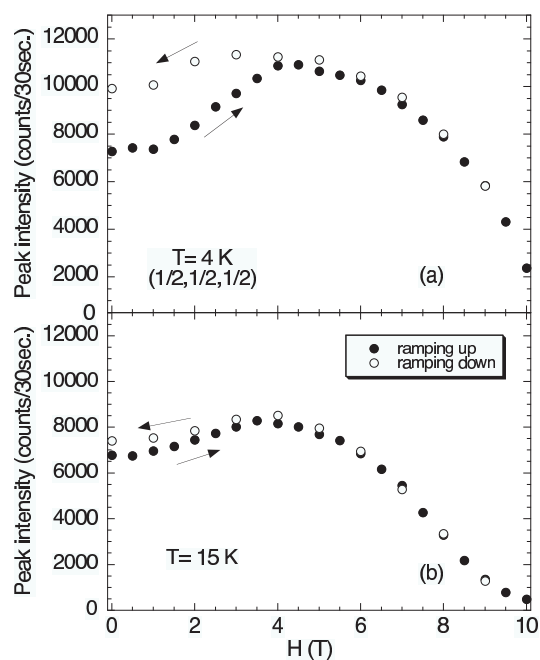 12000
10000
8000
6000
4000
2000
0
Peak intensity (counts/30sec.)
T= 4 K
(1/2,1/2,1/2)
(a)
12000
10000
8000
6000
4000
2000
0
Peak intensity (counts/30sec.)
ramping up
ramping down
T= 15 K
(b)
0 2 4 6 8 10
H (T)